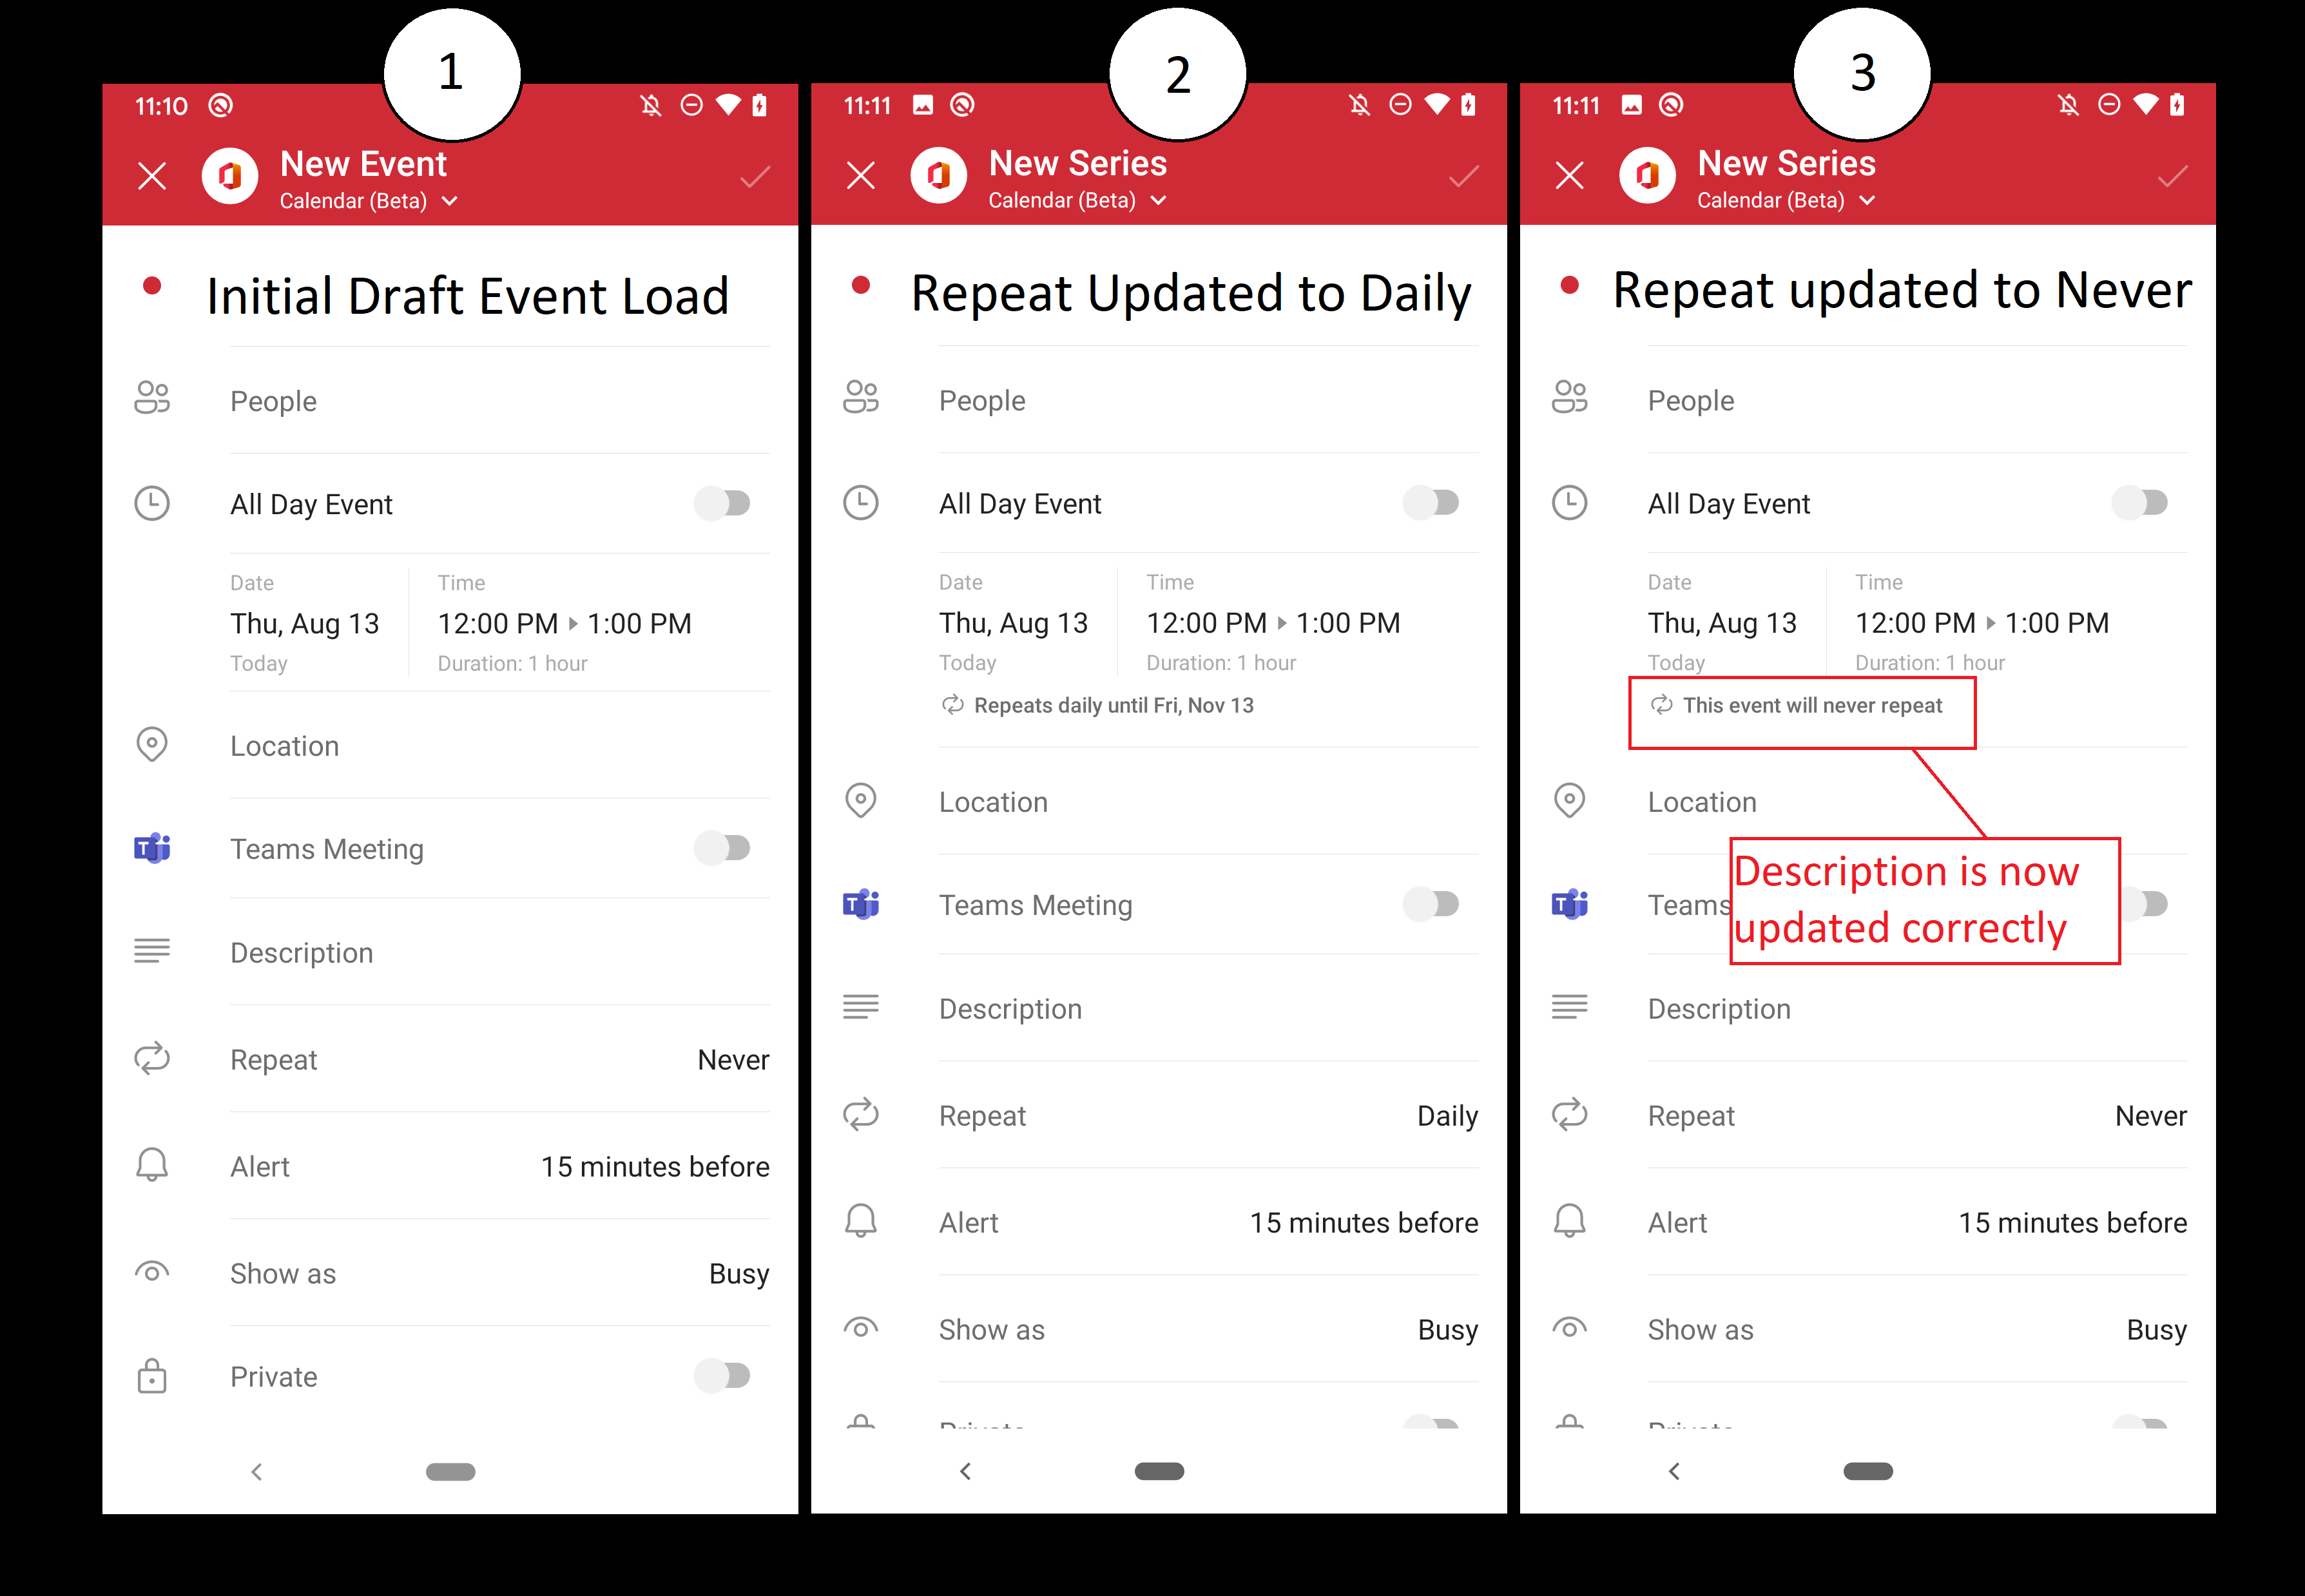 1
11:10
New Event
Calendar (Beta)
Initial Draft Event Load
People
All Day Event
Date Time
Thu, Aug 13 12:00 PM 1:00 PM
Today Duration: 1 hour
Location
T Teams Meeting
Description
Repeat Never
Alert 15 minutes before
Show as Busy
Private
2
11:11
New Series
Calendar (Beta)
Repeat Updated to Daily
People
All Day Event
Date Time
Thu, Aug 13 12:00 PM 1:00 PM
Today Duration: 1 hour
Repeats daily until Fri, Nov 13
Location
T Teams Meeting
Description
Repeat Daily
Alert 15 minutes before
Show as Busy
Private
3
11:11
New Series
Calendar (Beta)
Repeat updated to Never
People
All Day Event
Date Time
Thu, Aug 13 12:00 PM 1:00 PM
Today Duration: 1 hour
This event will never repeat
Location
T Teams
Description is now
updated correctly
Description
Repeat Never
Alert 15 minutes before
Show as Busy
Private